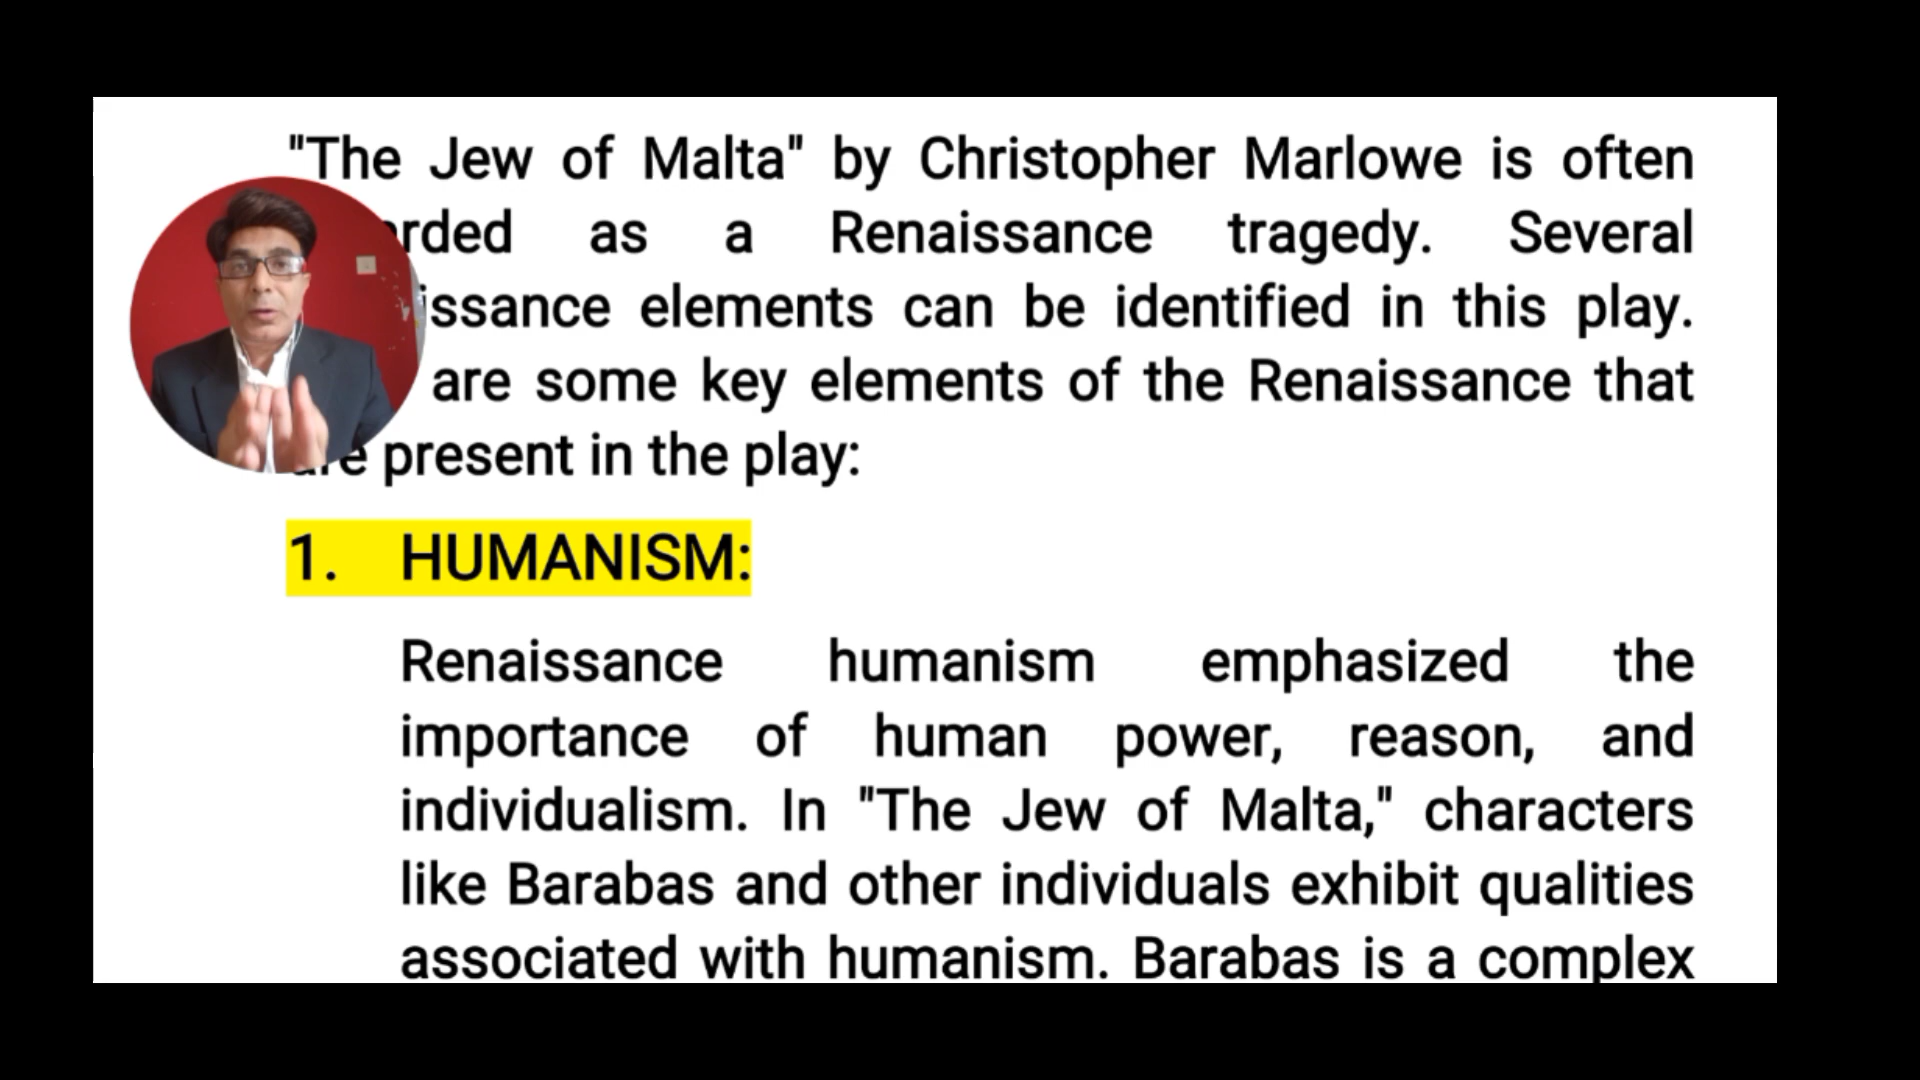 "The Jew of Malta" by Christopher Marlowe is often
as a Renaissance tragedy. Several
elements can be identified in this play.
are some key elements of the Renaissance that
are present in the play:
1. HUMANISM:
Renaissance humanism emphasized the
importance of human power, reason, and
individualism. In "The Jew of Malta," characters
like Barabas and other individuals exhibit qualities
associated with humanism. Barabas is a complex